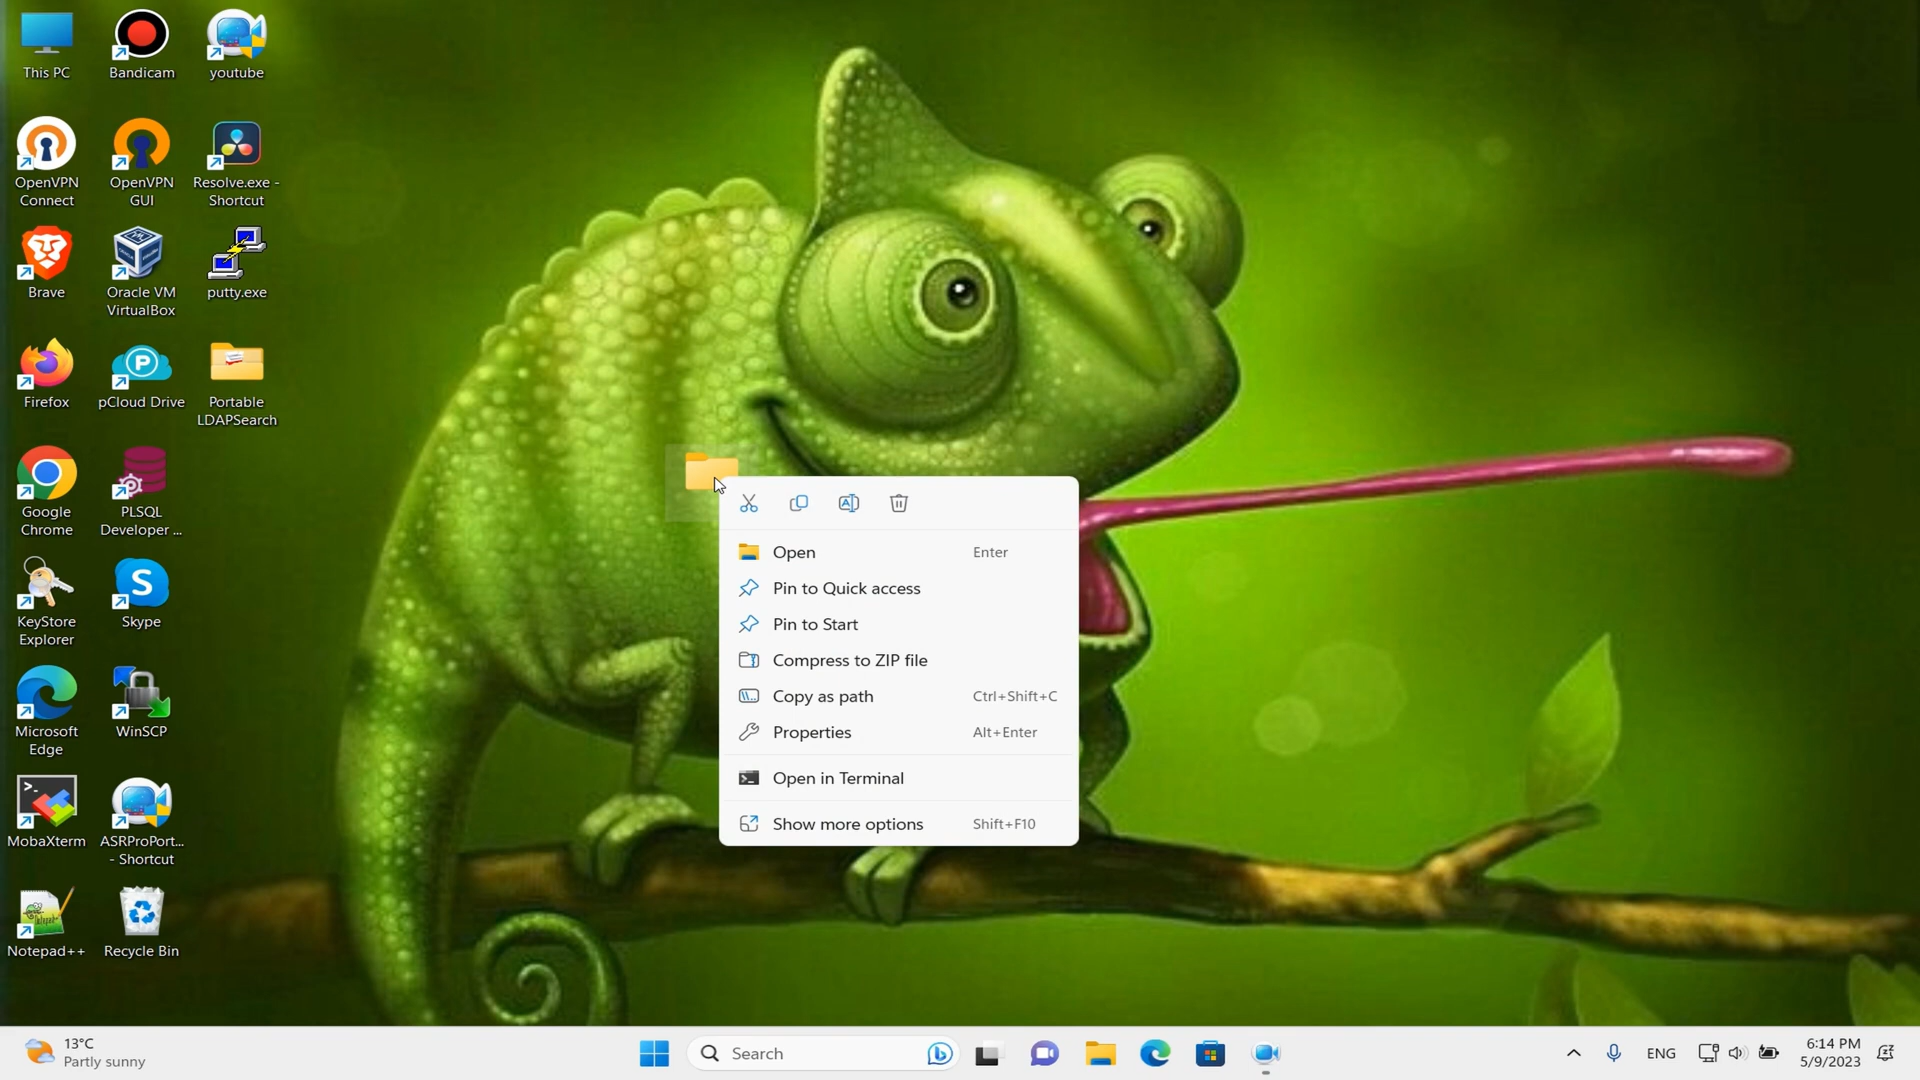 This PC
Bandicam
youtube
OpenVPN
Connect
OpenVPN
GUI
Resolve.exe -
Shortcut
Brave
Oracle VM
VirtualBox
putty.exe
Firefox
pCloud Drive
Portable
LDAPSearch
Google
Chrome
PLSQL
Developer ...
KeyStore
Explorer
Skype
Microsoft
Edge
WinSCP
MobaXterm
ASRProPort...
- Shortcut
Notepad++
Recycle Bin
Open Enter
Pin to Quick access
Pin to Start
Compress to ZIP file
Copy as path Ctrl+Shift+C
Properties Alt+Enter
Open in Terminal
Show more options Shift+F10
13°C
Partly sunny
Search
ENG
6:14 PM
5/9/2023